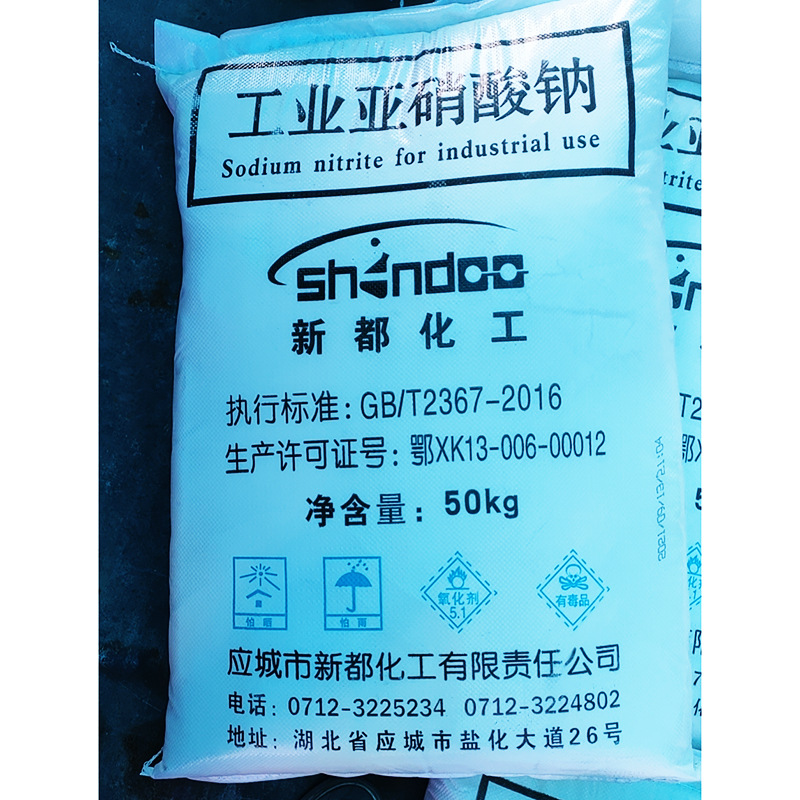 工业亚硝酸钠
Sodium nitrite for industrial use
shindoo
新都化工
执行标准:GB/T2367-2016
生产许可证号:鄂XK13-006-00012
净含量:50kg
怕晒
怕雨
氧化剂
5.1
有毒品
应城市新都化工有限责任公司
电话:0712-3225234 0712-3224802
地址:湖北省应城市盐化大道26号